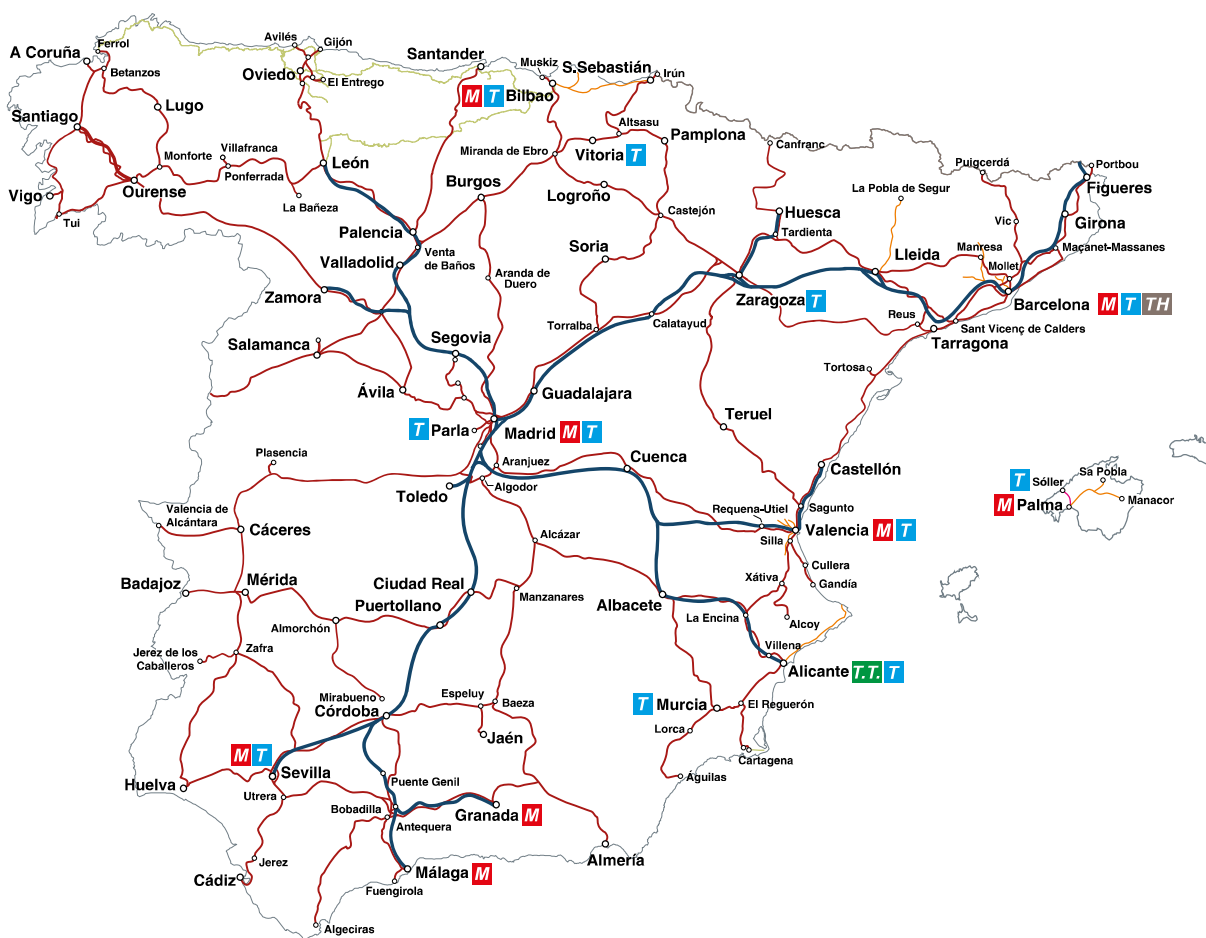 Ferrol
A Coruña
Betanzos
Avilés
Gijón
Oviedo
El Entrego
Santander
Muskiz
S.Sebastián
Irún
M T Bilbao
Santiago
Lugo
Altsasu
Pamplona
Monforte
Villafranca
Ponferrada
León
Miranda de Ebro
Vitoria T
Canfranc
Puigcerdá
Portbou
Vigo
Ourense
La Bañeza
Burgos
Logroño
La Pobla de Segur
Figueres
Tui
Palencia
Castejón
Huesca
Tardienta
Vic
Girona
Venta
de Baños
Valladolid
Soria
Lleida
Manresa
Maçanet-Massanes
Mollet
Aranda de
Duero
Zamora
Zaragoza T
Barcelona M T TH
Reus
Torralba
Calatayud
Sant Vicenç de Calders
Tarragona
Segovia
Salamanca
Tortosa
Ávila
Guadalajara
Teruel
T Parla
Madrid M T
Plasencia
Aranjuez
Cuenca
Castellón
Toledo
Algodor
T Sóller
Sa Pobla
Manacor
M Palma
Valencia de
Alcántara
Cáceres
Requena-Utiel
Sagunto
Valencia M T
Silla
Alcázar
Cullera
Badajoz
Mérida
Ciudad Real
Xátiva
Gandía
Puertollano
Manzanares
Albacete
La Encina
Alcoy
Almorchón
Villena
Jerez de los
Caballeros
Zafra
Alicante T.T. T
Mirabueno
Espeluy
Baeza
T Murcia
El Reguerón
Córdoba
Lorca
Jaén
M T
Sevilla
Cartagena
Huelva
Puente Genil
Águilas
Utrera
Bobadilla
Antequera
Granada M
Jerez
Almería
Cádiz
Málaga M
Fuengirola
Algeciras